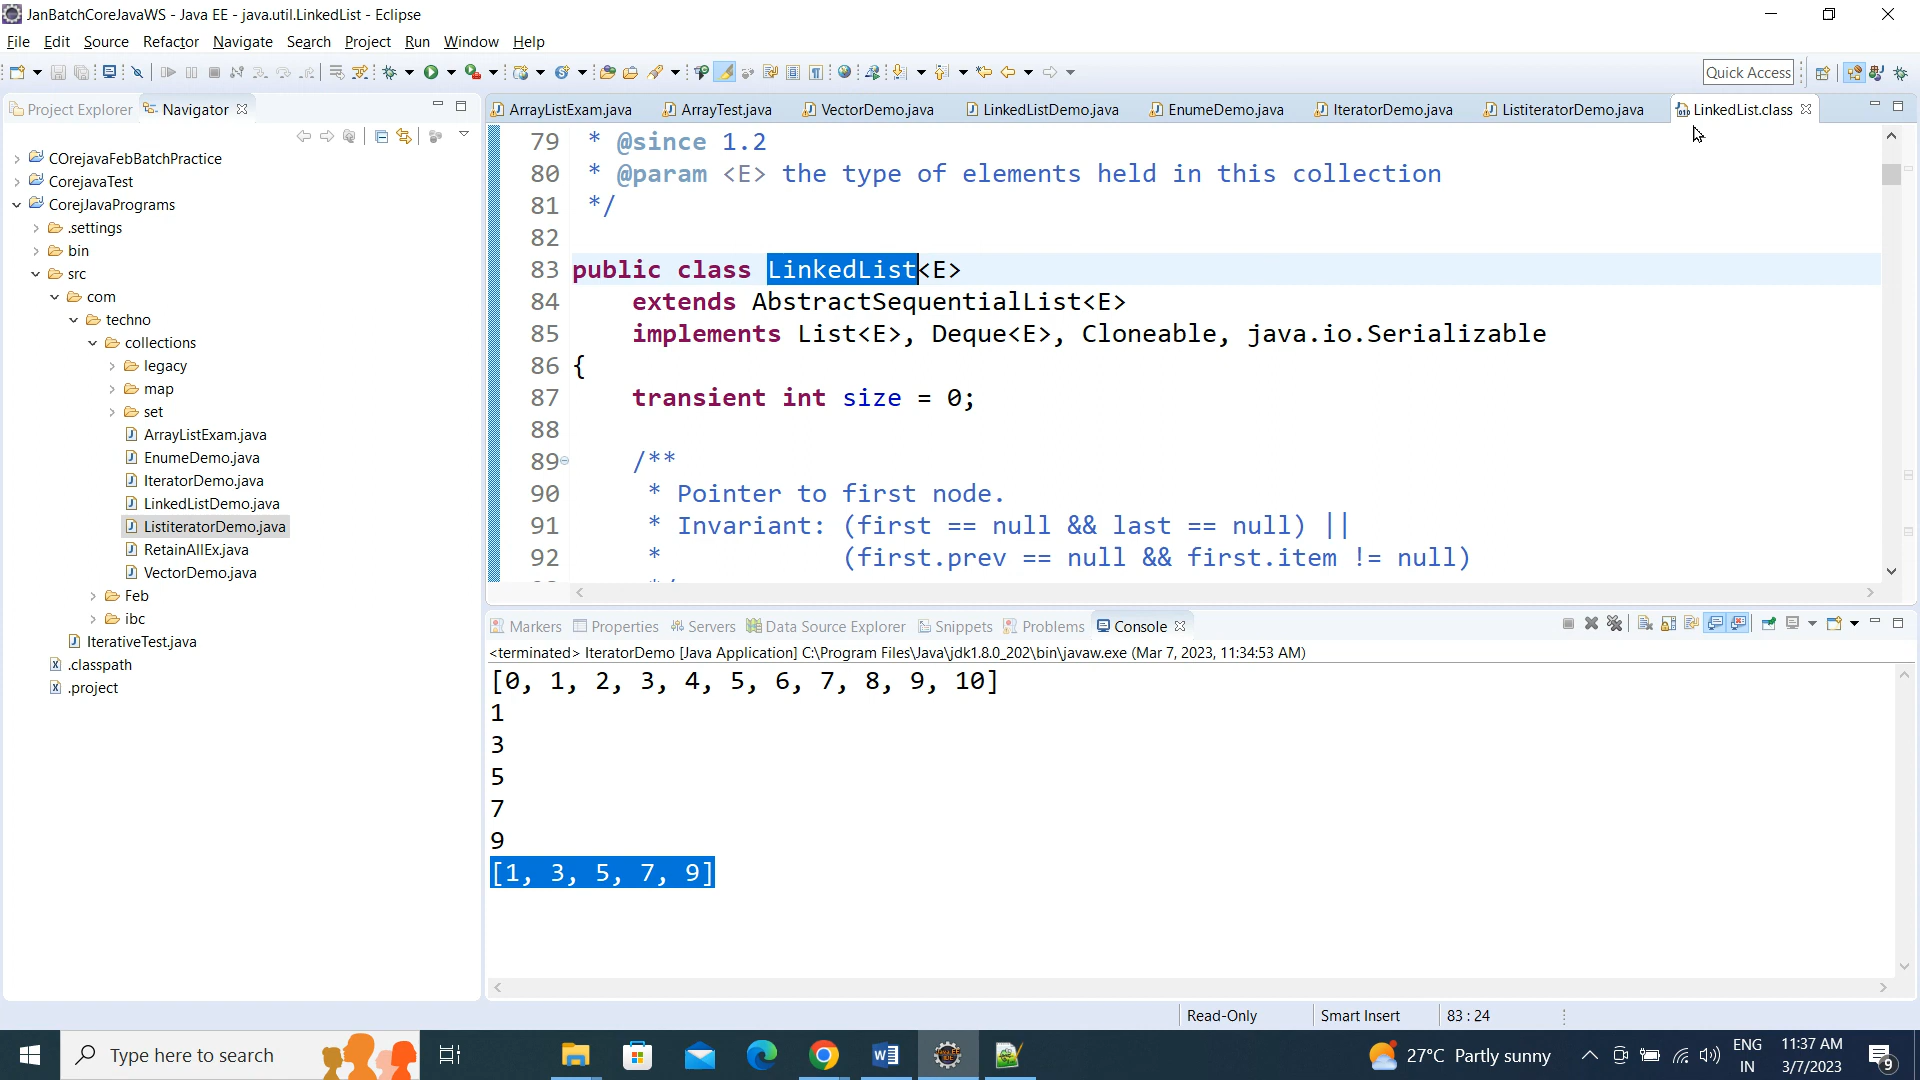 JanBatchCoreJavaWS - Java EE - java.util.LinkedList - Eclipse
File Edit Source Refactor Navigate Search Project Run Window Help
Quick Access
Project Explorer Navigator
ArrayListExam.java ArrayTest.java VectorDemo.java LinkedListDemo.java EnumeDemo.java IteratorDemo.java ListiteratorDemo.java LinkedList.class
COrejavaFebBatchPractice
CorejavaTest
CorejJavaPrograms
.settings
bin
src
com
techno
collections
legacy
map
set
ArrayListExam.java
EnumeDemo.java
IteratorDemo.java
LinkedListDemo.java
ListiteratorDemo.java
RetainAllEx.java
VectorDemo.java
Feb
ibc
IterativeTest.java
.classpath
.project
79 * @since 1.2
80 * @param <E> the type of elements held in this collection
81 */
82
83 public class LinkedList<E>
84 extends AbstractSequentialList<E>
85 implements List<E>, Deque<E>, Cloneable, java.io.Serializable
86 {
87 transient int size = 0;
88
89 /**
90 * Pointer to first node.
91 * Invariant: (first == null && last == null) ||
92 * (first.prev == null && first.item != null)
Markers Properties Servers Data Source Explorer Snippets Problems Console
<terminated> IteratorDemo [Java Application] C:\Program Files\Java\jdk1.8.0_202\bin\javaw.exe (Mar 7, 2023, 11:34:53 AM)
[0, 1, 2, 3, 4, 5, 6, 7, 8, 9, 10]
1
3
5
7
9
[1, 3, 5, 7, 9]
Read-Only Smart Insert 83 : 24
Type here to search
27°C Partly sunny
ENG
IN
11:37 AM
3/7/2023
9